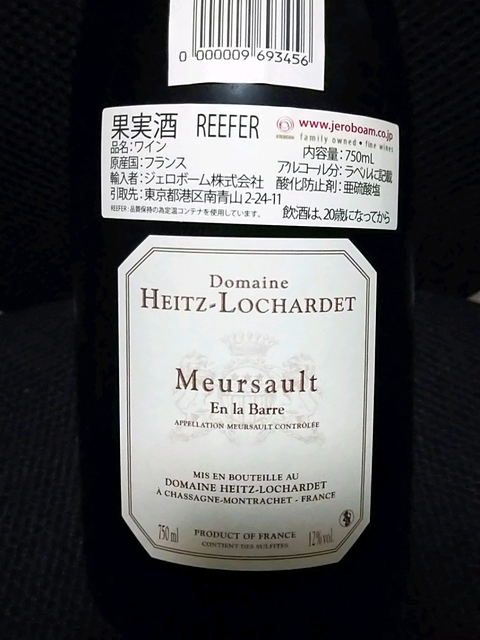 0 000009 693456
果実酒 REEFER
www.jeroboam.co.jp
family owned • fine wines
品名:ワイン
内容量:750mL
原産国:フランス
アルコール分:ラベルに記載
輸入者:ジェロボーム株式会社
酸化防止剤:亜硫酸塩
引取先:東京都港区南青山2-24-11
REEFER:品質保持の為定温コンテナを使用しています。
飲酒は、20歳になってから
Domaine
HEITZ-LOCHARDET
Meursault
En la Barre
APPELLATION MEURSAULT CONTRÔLÉE
MIS EN BOUTEILLE AU
DOMAINE HEITZ-LOCHARDET
À CHASSAGNE-MONTRACHET - FRANCE
750 ml
PRODUCT OF FRANCE
12% vol.
CONTIENT DES SULFITES